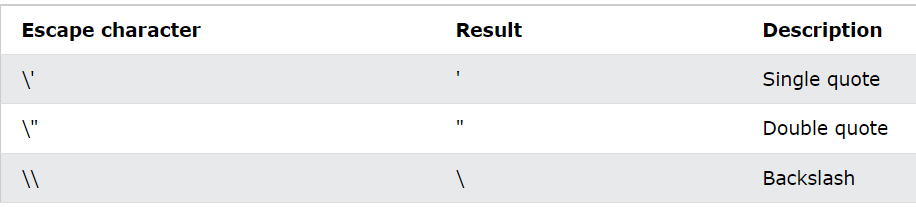 Escape character Result Description
\' ' Single quote
\" " Double quote
\\ \ Backslash